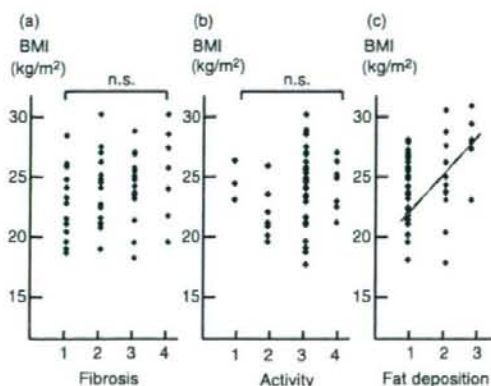 (a)
BMI
(kg/m²)
n.s.
30
25
20
15
1 2 3 4
Fibrosis
(b)
BMI
(kg/m²)
n.s.
30
25
20
15
1 2 3 4
Activity
(c)
BMI
(kg/m²)
30
25
20
15
1 2 3
Fat deposition